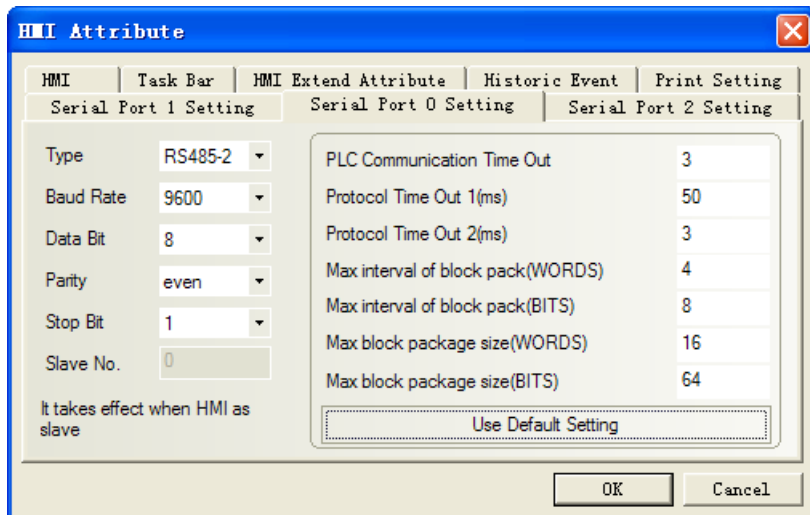 HMI Attribute
HMI Task Bar HMI Extend Attribute Historic Event Print Setting
Serial Port 1 Setting Serial Port 0 Setting Serial Port 2 Setting
Type RS485-2
Baud Rate 9600
Data Bit 8
Parity even
Stop Bit 1
Slave No. 0
It takes effect when HMI as
slave
PLC Communication Time Out 3
Protocol Time Out 1(ms) 50
Protocol Time Out 2(ms) 3
Max interval of block pack(WORDS) 4
Max interval of block pack(BITS) 8
Max block package size(WORDS) 16
Max block package size(BITS) 64
Use Default Setting
OK Cancel